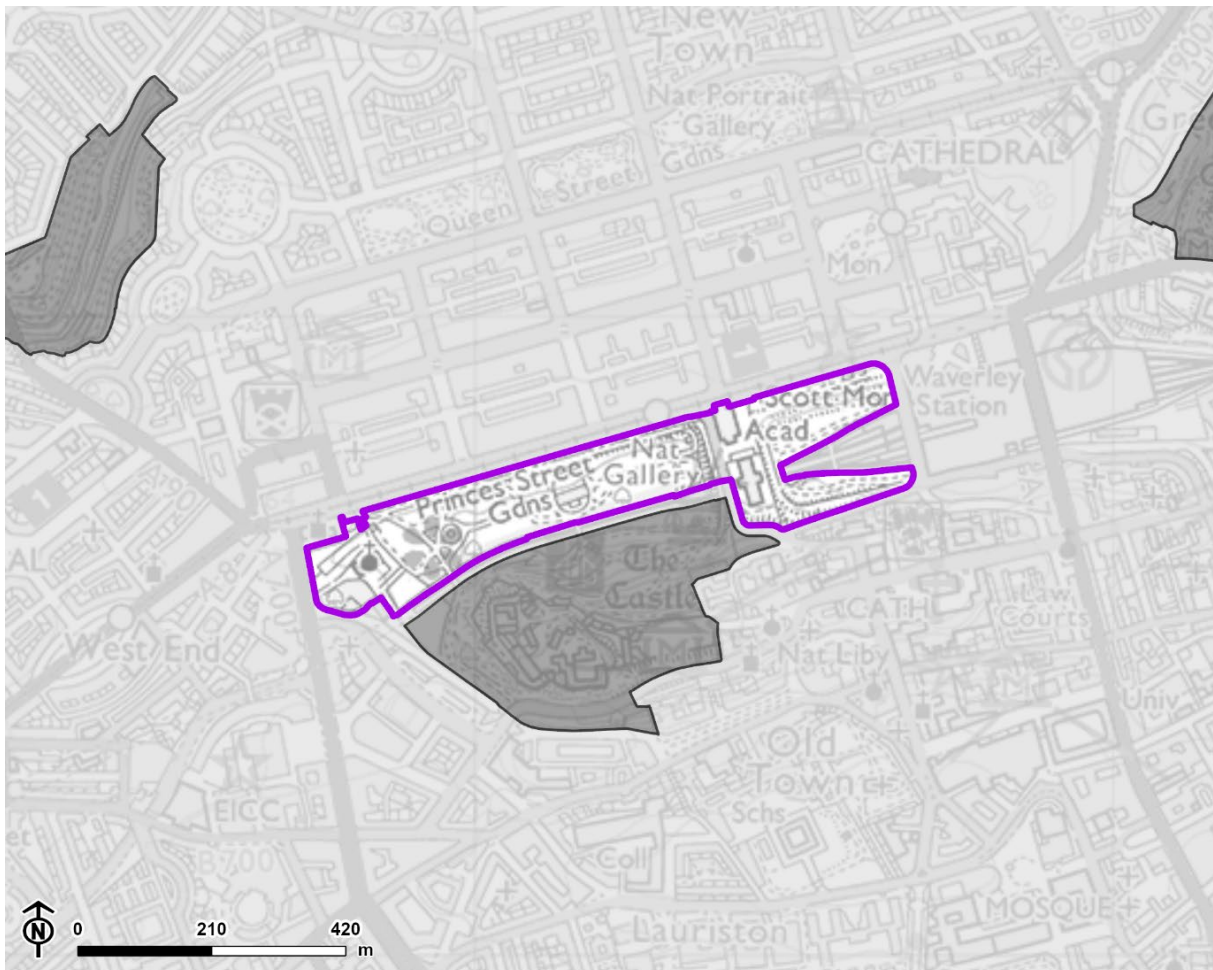 37
New
Town
Nat Portrait
Gallery
Gdns
Street
Queen
CATHEDRAL
Mon
Waverley
Station
Scott Mon
Acad
Nat
Gallery
Princes Street
Gdns
The
Castle
CATH
Courts
West End
Nat Liby
Univ
Old
Town
Schs
EICC
Coll
B700
MOSQUE
Lauriston
N
0 210 420
m